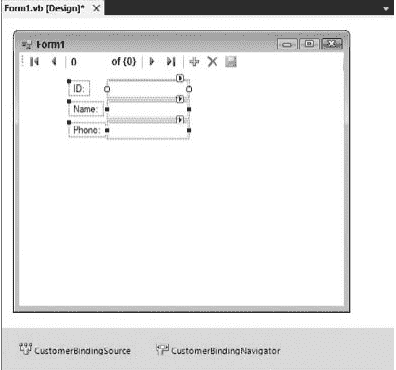 Form1.vb [Design]*
Form1
0 of {0}
ID:
Name:
Phone:
CustomerBindingSource CustomerBindingNavigator